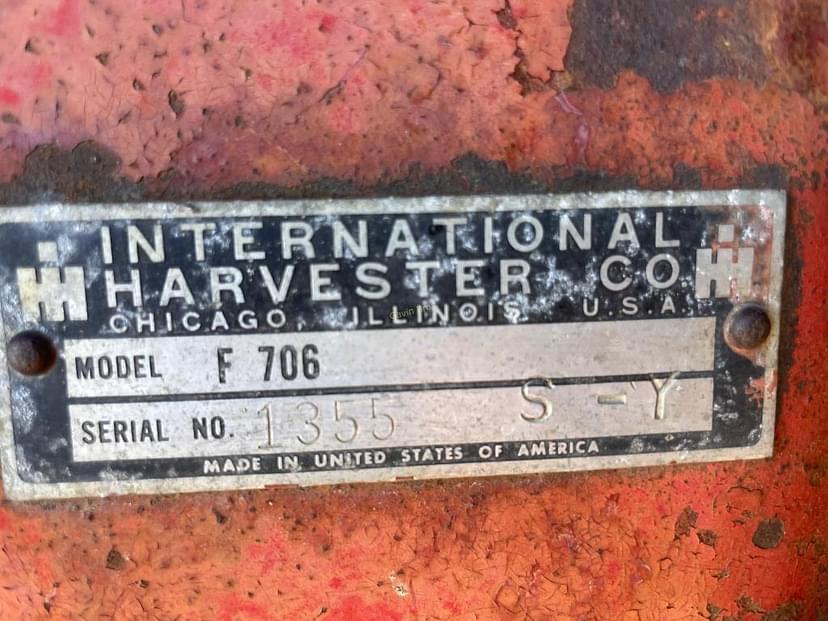 INTERNATIONAL
HARVESTER CO
CHICAGO, ILLINOIS U.S.A.
MODEL F 706
SERIAL NO. 1355 S - Y
MADE IN UNITED STATES OF AMERICA